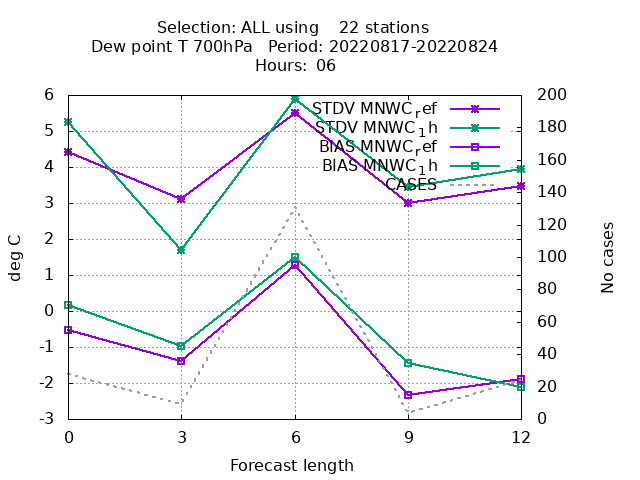 Selection: ALL using    22 stations
Dew point T 700hPa   Period: 20220817-20220824
Hours:  06
STDV MNWC_ref
STDV MNWC_1h
BIAS MNWC_ref
BIAS MNWC_1h
CASES
6
5
4
3
2
1
0
-1
-2
-3
200
180
160
140
120
100
80
60
40
20
0
deg C
No cases
0 3 6 9 12
Forecast length